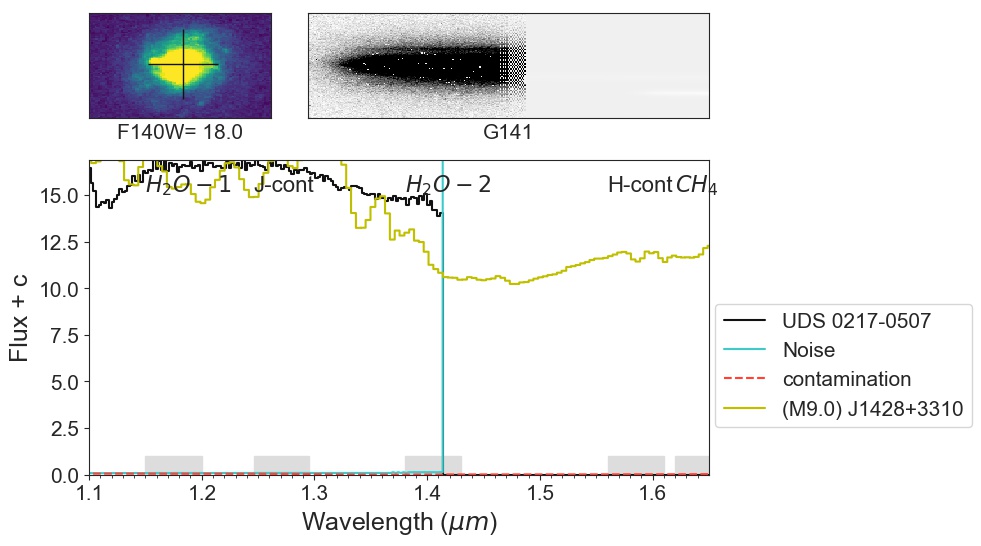 F140W= 18.0
G141
H₂O − 1 J-cont H₂O − 2 H-cont CH₄
15.0
12.5
10.0
7.5
5.0
2.5
0.0
Flux + c
1.1 1.2 1.3 1.4 1.5 1.6
Wavelength (μm)
UDS 0217-0507
Noise
contamination
(M9.0) J1428+3310